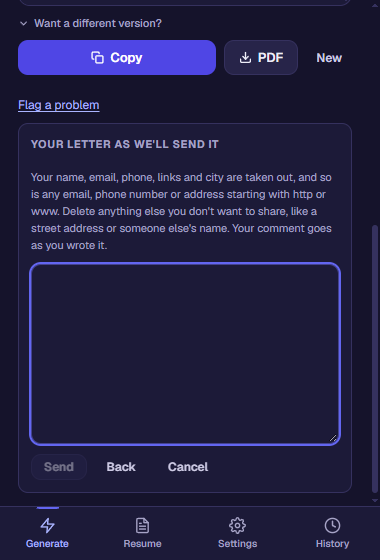 Want a different version?
Copy
PDF
New
Flag a problem
YOUR LETTER AS WE'LL SEND IT
Your name, email, phone, links and city are taken out, and so
is any email, phone number or address starting with http or
www. Delete anything else you don't want to share, like a
street address or someone else's name. Your comment goes
as you wrote it.
Send
Back
Cancel
Generate
Resume
Settings
History